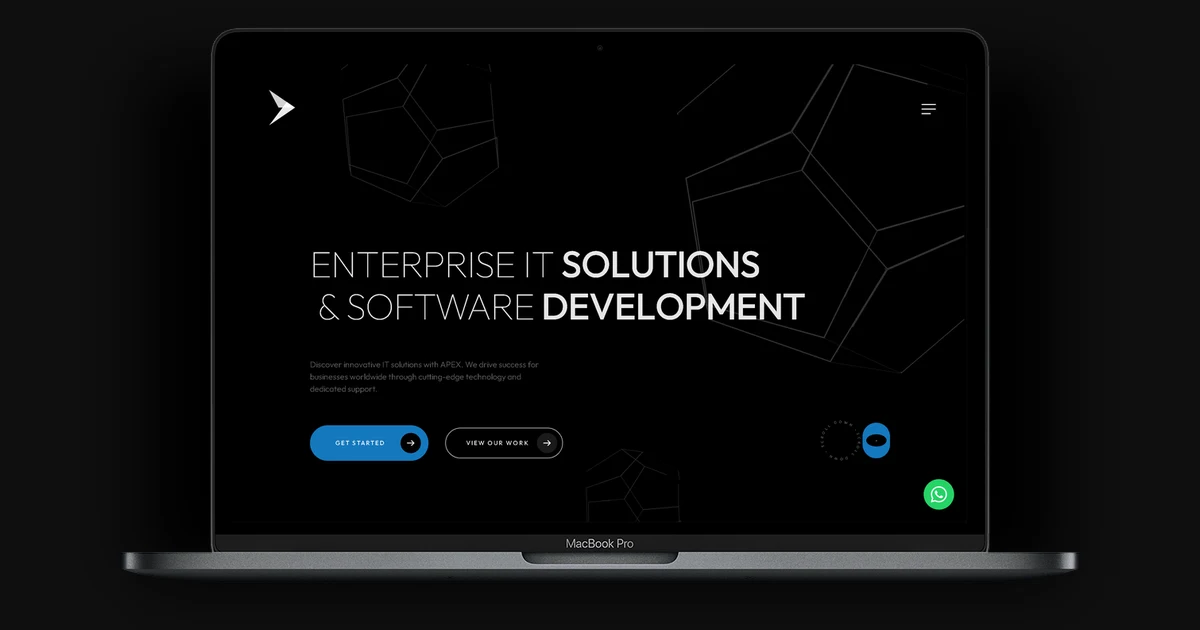 ENTERPRISE IT SOLUTIONS
& SOFTWARE DEVELOPMENT
Discover innovative IT solutions with APEX. We drive success for
businesses worldwide through cutting-edge technology and
dedicated support.
GET STARTED
VIEW OUR WORK
MacBook Pro